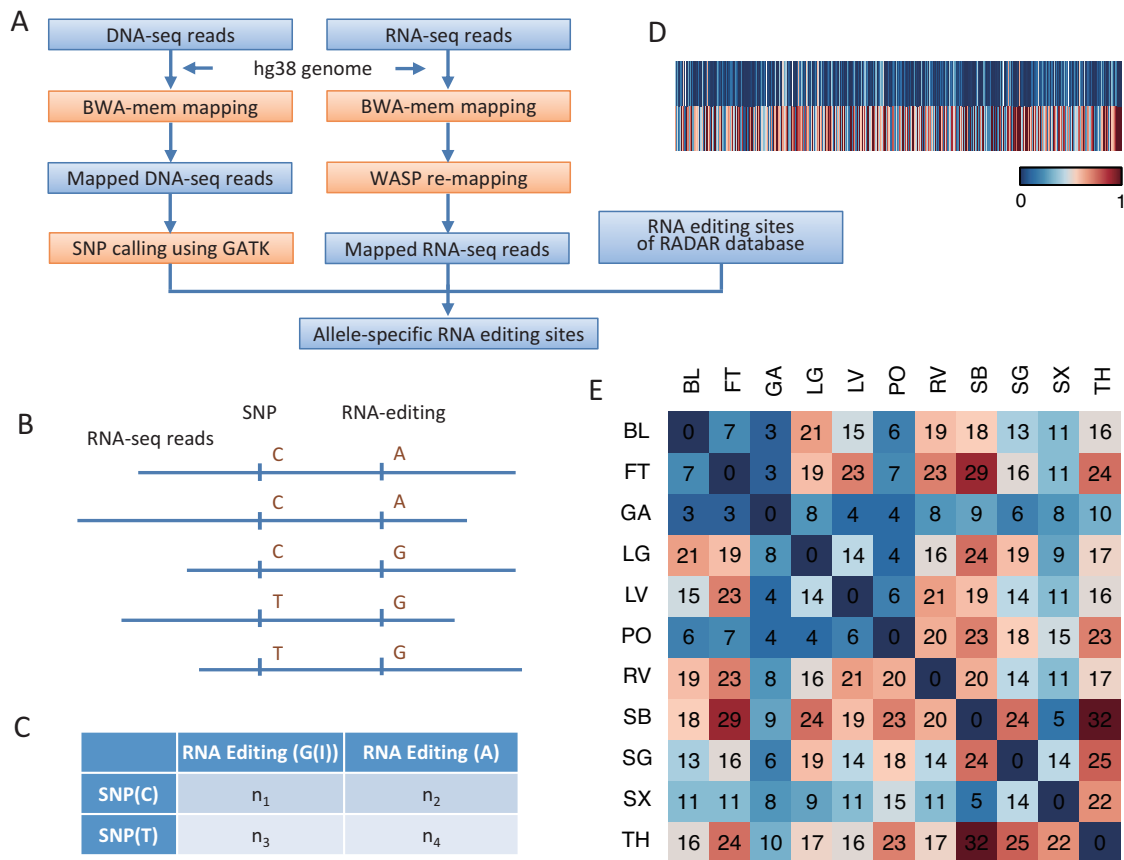 A
DNA-seq reads
RNA-seq reads
hg38 genome
BWA-mem mapping
BWA-mem mapping
Mapped DNA-seq reads
WASP re-mapping
SNP calling using GATK
Mapped RNA-seq reads
RNA editing sites
of RADAR database
Allele-specific RNA editing sites
B
SNP
RNA-editing
RNA-seq reads
C A
C A
C G
T G
T G
C
RNA Editing (G(I)) RNA Editing (A)
SNP(C) n1 n2
SNP(T) n3 n4
D
0 1
E
BL FT GA LG LV PO RV SB SG SX TH
BL 0 7 3 21 15 6 19 18 13 11 16
FT 7 0 3 19 23 7 23 29 16 11 24
GA 3 3 0 8 4 4 8 9 6 8 10
LG 21 19 8 0 14 4 16 24 19 9 17
LV 15 23 4 14 0 6 21 19 14 11 16
PO 6 7 4 4 6 0 20 23 18 15 23
RV 19 23 8 16 21 20 0 20 14 11 17
SB 18 29 9 24 19 23 20 0 24 5 32
SG 13 16 6 19 14 18 14 24 0 14 25
SX 11 11 8 9 11 15 11 5 14 0 22
TH 16 24 10 17 16 23 17 32 25 22 0